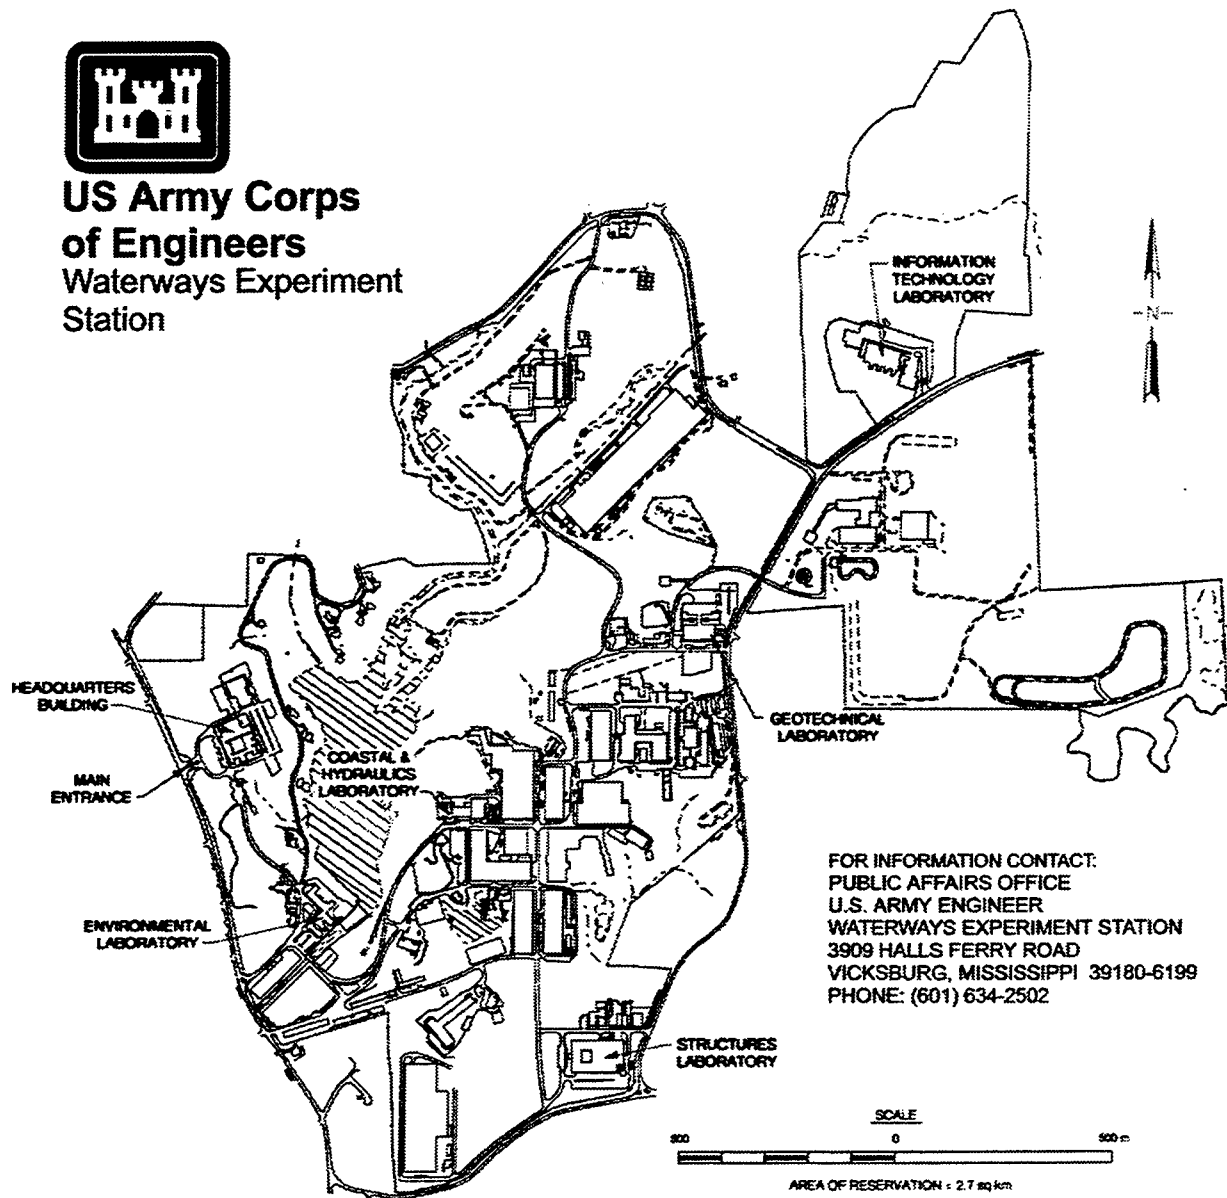 US Army Corps
of Engineers
Waterways Experiment
Station
INFORMATION
TECHNOLOGY
LABORATORY
N
HEADQUARTERS
BUILDING
MAIN
ENTRANCE
COASTAL &
HYDRAULICS
LABORATORY
GEOTECHNICAL
LABORATORY
ENVIRONMENTAL
LABORATORY
FOR INFORMATION CONTACT:
PUBLIC AFFAIRS OFFICE
U.S. ARMY ENGINEER
WATERWAYS EXPERIMENT STATION
3909 HALLS FERRY ROAD
VICKSBURG, MISSISSIPPI 39180-6199
PHONE: (601) 634-2502
STRUCTURES
LABORATORY
SCALE
0 500 m
AREA OF RESERVATION = 2.7 sq km